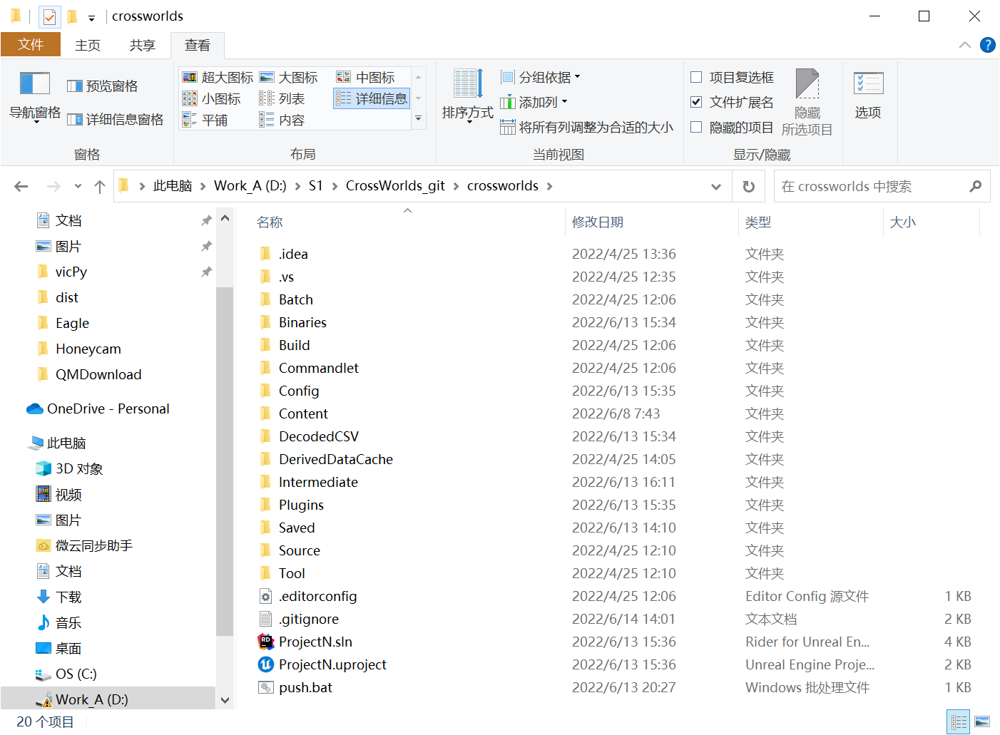 crossworlds
文件 主页 共享 查看
导航窗格 预览窗格 详细信息窗格
窗格
超大图标 大图标 中图标
小图标 列表 详细信息
平铺 内容
布局
排序方式 分组依据
添加列
将所有列调整为合适的大小
当前视图
项目复选框
文件扩展名
隐藏的项目
隐藏
所选项目
显示/隐藏
选项
此电脑 Work_A (D:) S1 CrossWorlds_git crossworlds
在 crossworlds 中搜索
文档
图片
vicPy
dist
Eagle
Honeycam
QMDownload
OneDrive - Personal
此电脑
3D 对象
视频
图片
微云同步助手
文档
下载
音乐
桌面
OS (C:)
Work_A (D:)
名称 修改日期 类型 大小
.idea 2022/4/25 13:36 文件夹
.vs 2022/4/25 12:35 文件夹
Batch 2022/4/25 12:06 文件夹
Binaries 2022/6/13 15:34 文件夹
Build 2022/4/25 12:06 文件夹
Commandlet 2022/4/25 12:06 文件夹
Config 2022/6/13 15:35 文件夹
Content 2022/6/8 7:43 文件夹
DecodedCSV 2022/6/13 15:34 文件夹
DerivedDataCache 2022/4/25 14:05 文件夹
Intermediate 2022/6/13 16:11 文件夹
Plugins 2022/6/13 15:35 文件夹
Saved 2022/6/13 14:10 文件夹
Source 2022/4/25 12:10 文件夹
Tool 2022/4/25 12:10 文件夹
.editorconfig 2022/4/25 12:06 Editor Config 源文件 1 KB
.gitignore 2022/6/14 14:01 文本文档 2 KB
ProjectN.sln 2022/6/13 15:36 Rider for Unreal En... 4 KB
ProjectN.uproject 2022/6/13 15:36 Unreal Engine Proje... 2 KB
push.bat 2022/6/13 20:27 Windows 批处理文件 1 KB
20 个项目